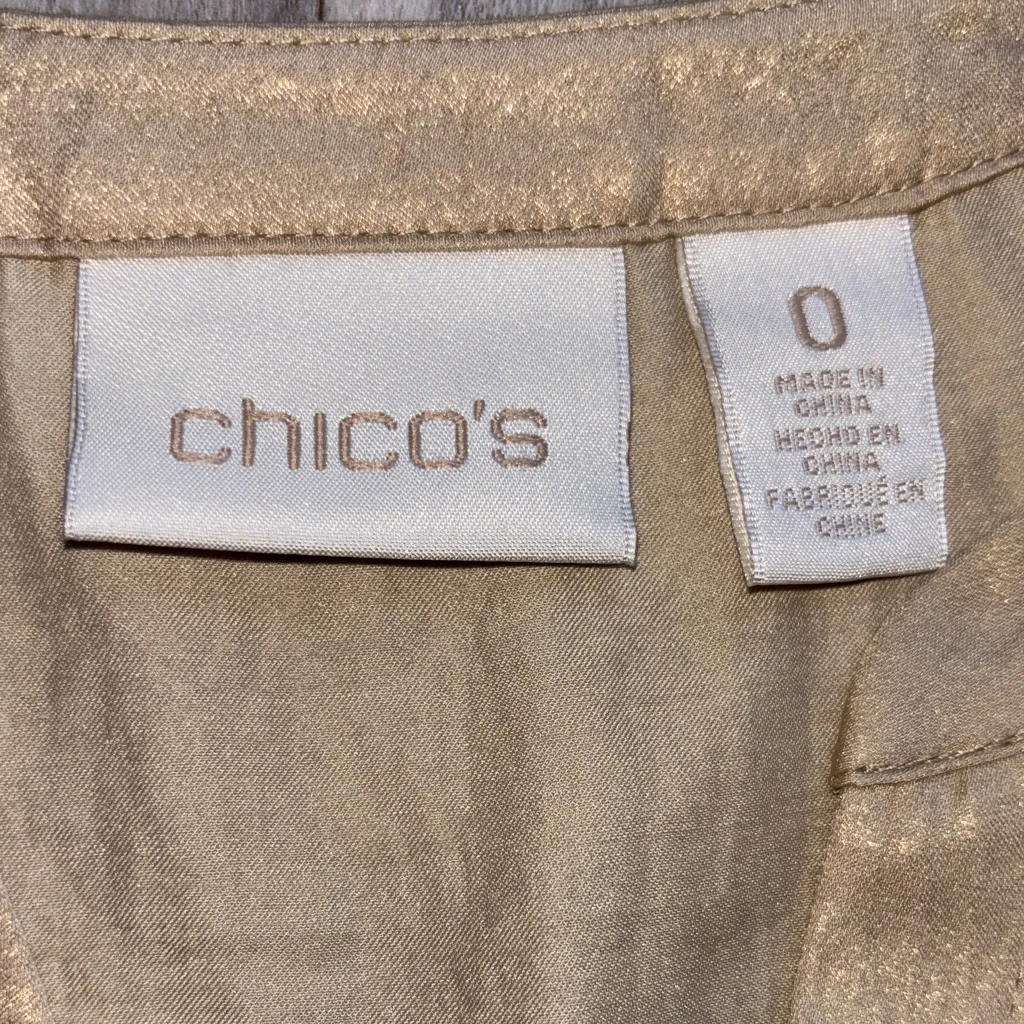 chico's
0
MADE IN
CHINA
HECHO EN
CHINA
FABRIQUÉ EN
CHINE